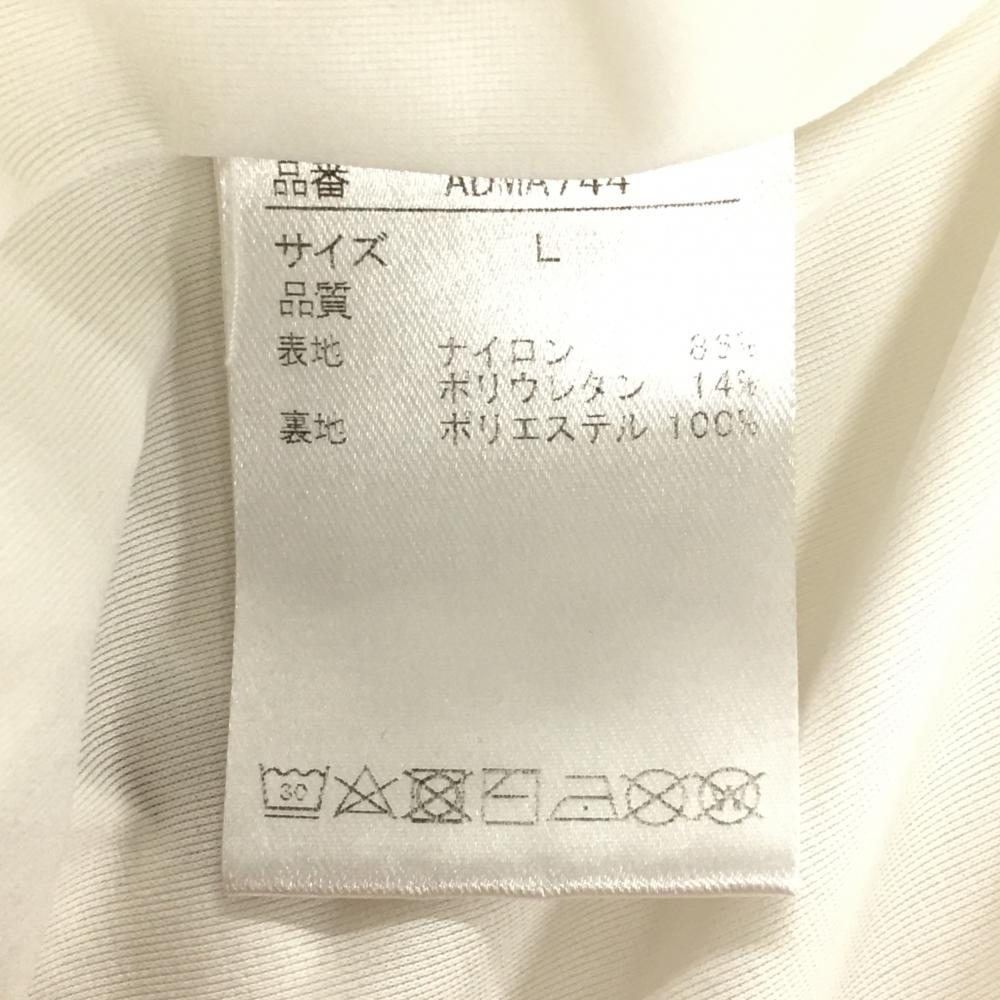 品番 ADMA744
サイズ L
品質
表地 ナイロン 86%
ポリウレタン 14%
裏地 ポリエステル 100%
30
W